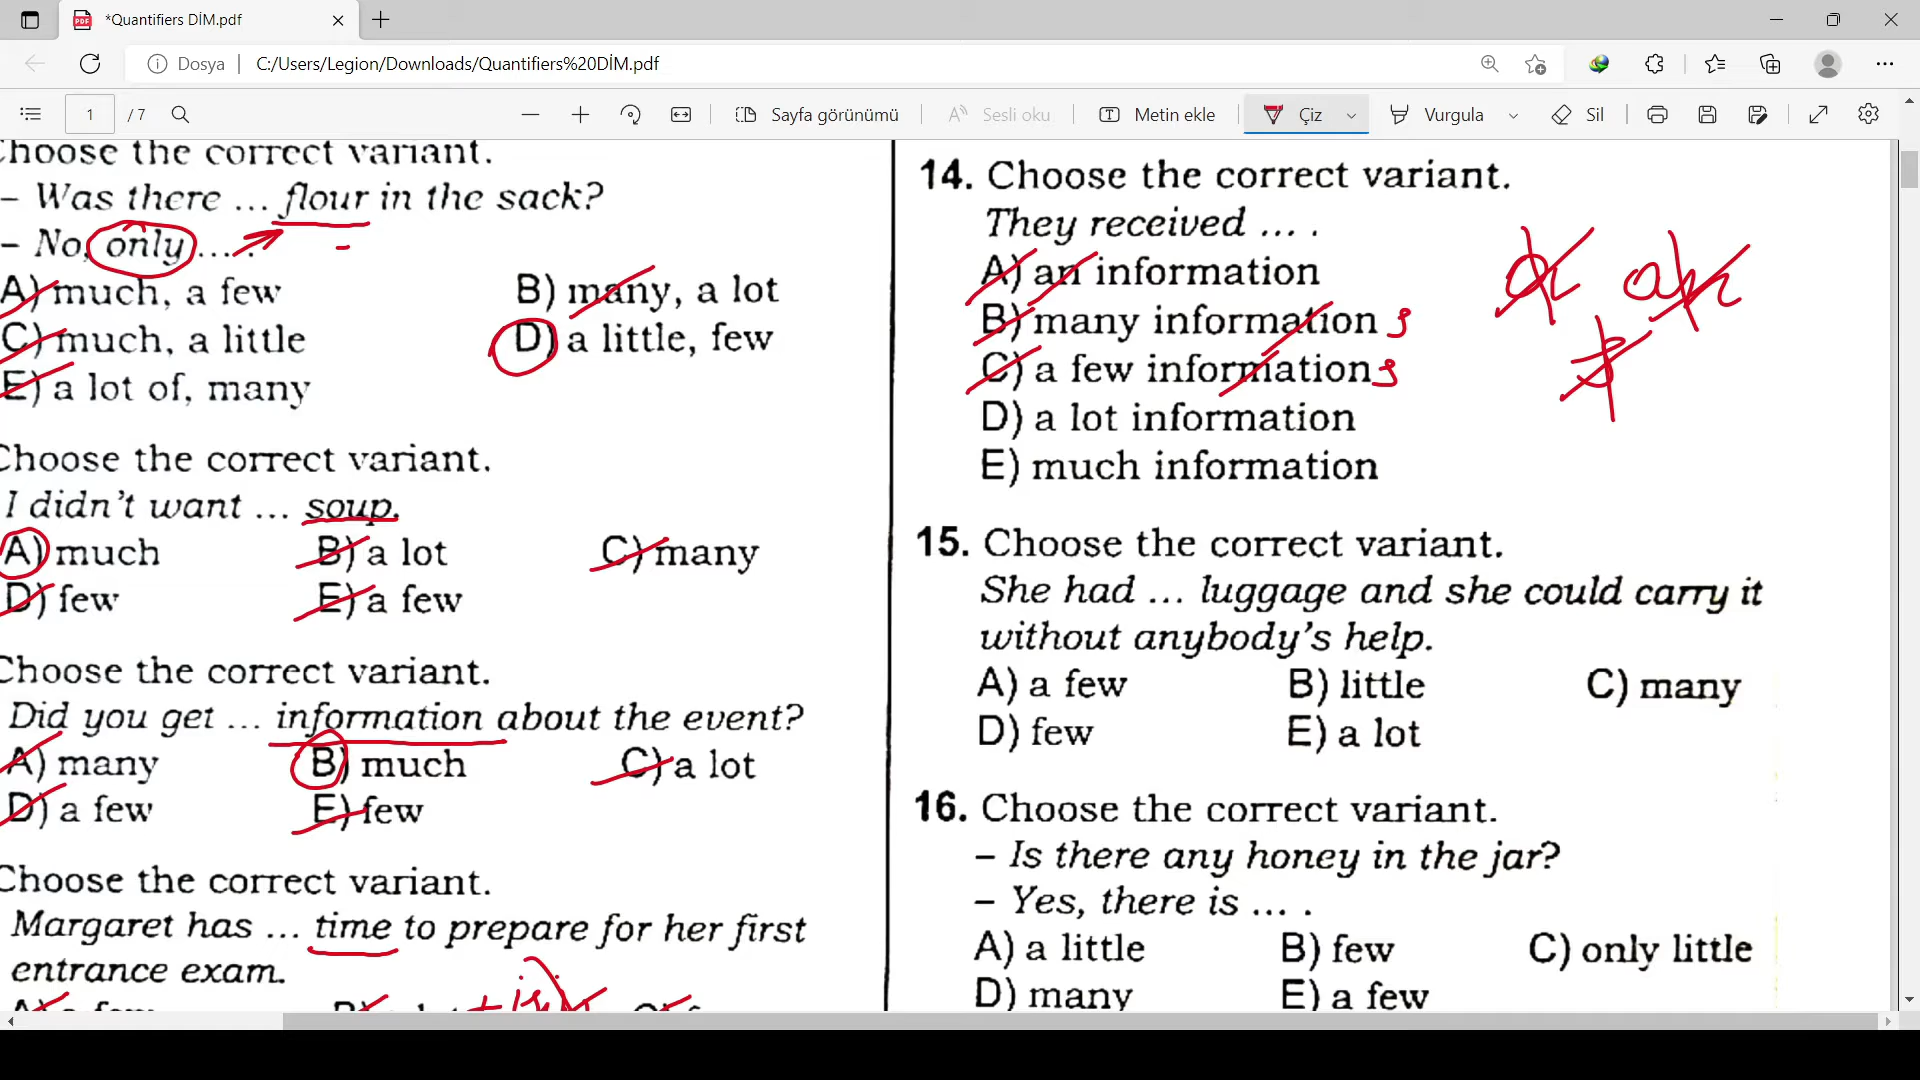 *Quantifiers DİM.pdf
Dosya
C:/Users/Legion/Downloads/Quantifiers%20DİM.pdf
1 / 7
Sayfa görünümü
Sesli oku
Metin ekle
Çiz
Vurgula
Sil
Choose the correct variant.
– Was there ... flour in the sack?
– No, only ... .
A) much, a few
B) many, a lot
C) much, a little
D) a little, few
E) a lot of, many
Choose the correct variant.
I didn't want ... soup.
A) much
B) a lot
C) many
D) few
E) a few
Choose the correct variant.
Did you get ... information about the event?
A) many
B) much
C) a lot
D) a few
E) few
Choose the correct variant.
Margaret has ... time to prepare for her first
entrance exam.
14. Choose the correct variant.
They received ... .
A) an information
B) many informations
C) a few informations
D) a lot information
E) much information
a an
s
15. Choose the correct variant.
She had ... luggage and she could carry it
without anybody's help.
A) a few
B) little
C) many
D) few
E) a lot
16. Choose the correct variant.
– Is there any honey in the jar?
– Yes, there is ... .
A) a little
B) few
C) only little
D) many
E) a few